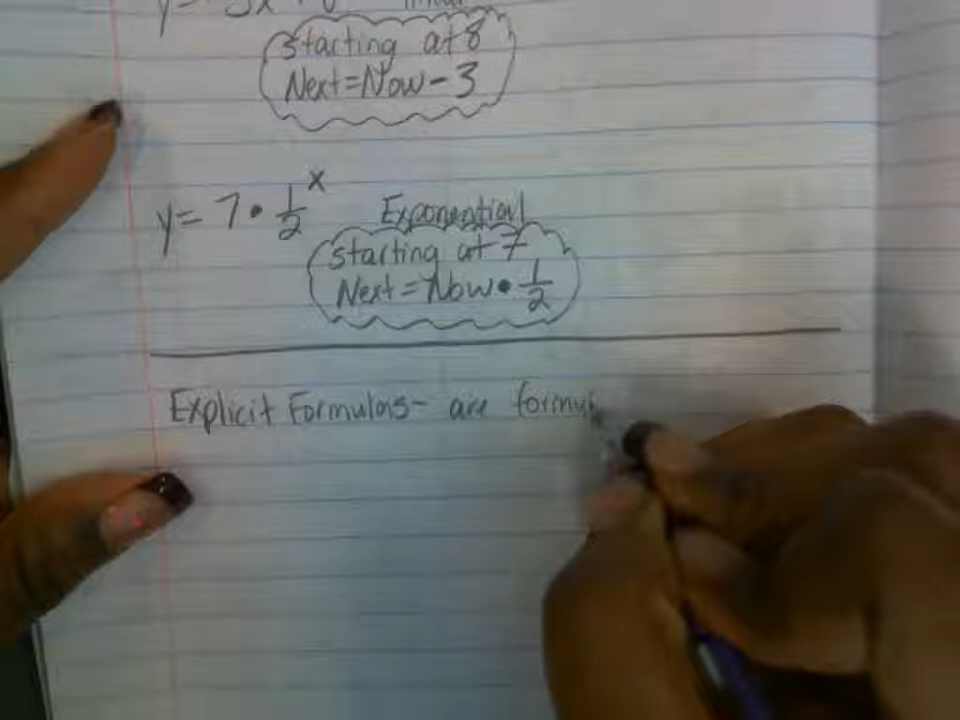 starting at 8
Next=Now-3
y=7•1/2^x Exponential
starting at 7
Next=Now•1/2
Explicit Formulas- are